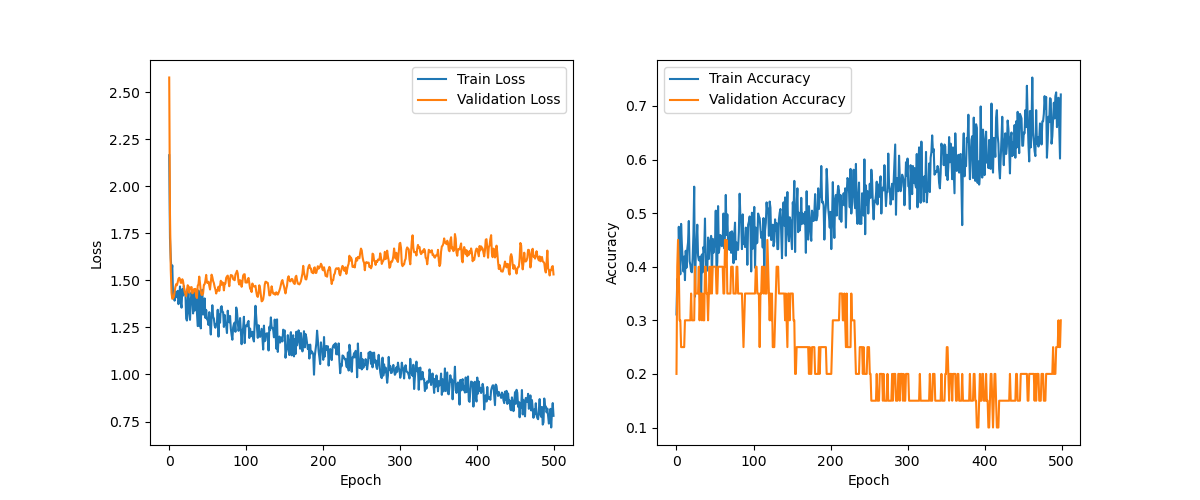 Train Loss
Validation Loss
2.50
2.25
2.00
1.75
1.50
1.25
1.00
0.75
Loss
0 100 200 300 400 500
Epoch
Train Accuracy
Validation Accuracy
0.7
0.6
0.5
0.4
0.3
0.2
0.1
Accuracy
0 100 200 300 400 500
Epoch